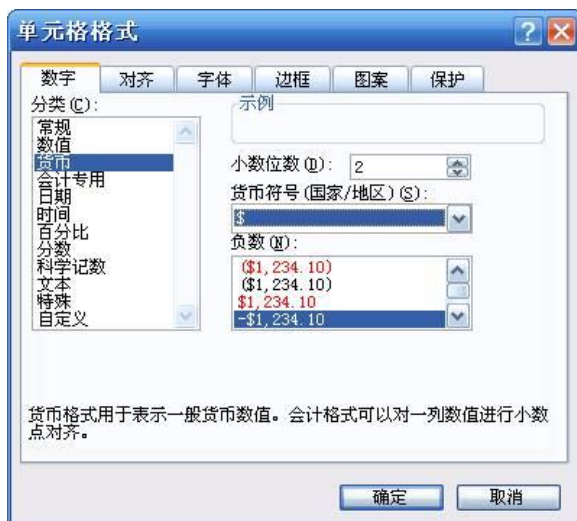 单元格格式
数字 对齐 字体 边框 图案 保护
分类(C):
常规
数值
货币
会计专用
日期
时间
百分比
分数
科学记数
文本
特殊
自定义
示例
小数位数(D): 2
货币符号(国家/地区)(S):
$
负数(N):
($1,234.10)
($1,234.10)
$1,234.10
-$1,234.10
货币格式用于表示一般货币数值。会计格式可以对一列数值进行小数
点对齐。
确定 取消